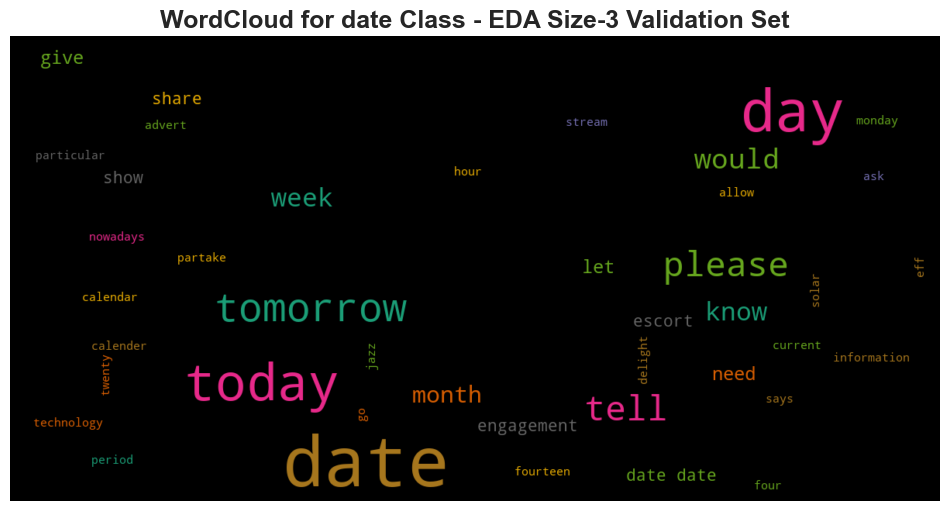 WordCloud for date Class - EDA Size-3 Validation Set
give
share
day
advert
stream
monday
particular
would
show
hour
ask
week
allow
nowadays
partake
let
please
eff
calendar
tomorrow
solar
know
escort
calender
jazz
current
twenty
delight
information
today
need
month
says
go
tell
technology
engagement
period
date
fourteen
date date
four